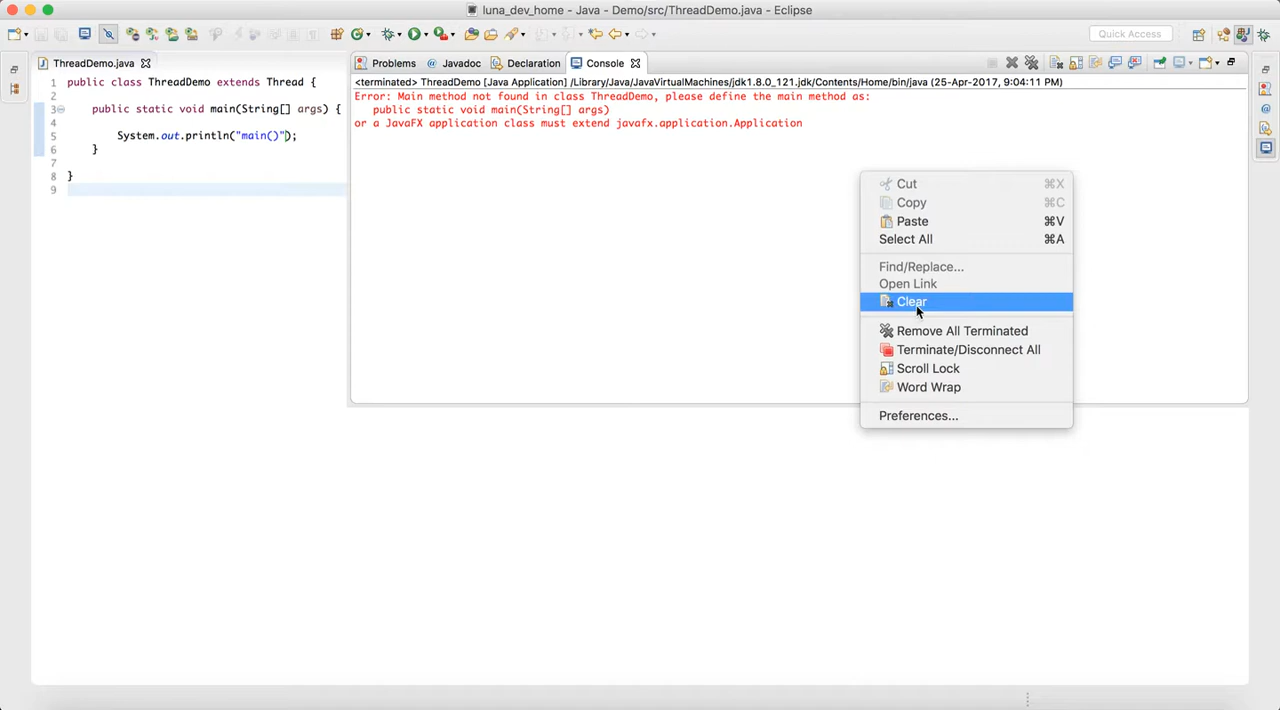 luna_dev_home - Java - Demo/src/ThreadDemo.java - Eclipse
Quick Access
ThreadDemo.java
1 public class ThreadDemo extends Thread {
2
3 public static void main(String[] args) {
4
5 System.out.println("main()");
6 }
7
8 }
9
Problems
@ Javadoc
Declaration
Console
<terminated> ThreadDemo [Java Application] /Library/Java/JavaVirtualMachines/jdk1.8.0_121.jdk/Contents/Home/bin/java (25-Apr-2017, 9:04:11 PM)
Error: Main method not found in class ThreadDemo, please define the main method as:
public static void main(String[] args)
or a JavaFX application class must extend javafx.application.Application
Cut ⌘X
Copy ⌘C
Paste ⌘V
Select All ⌘A
Find/Replace...
Open Link
Clear
Remove All Terminated
Terminate/Disconnect All
Scroll Lock
Word Wrap
Preferences...